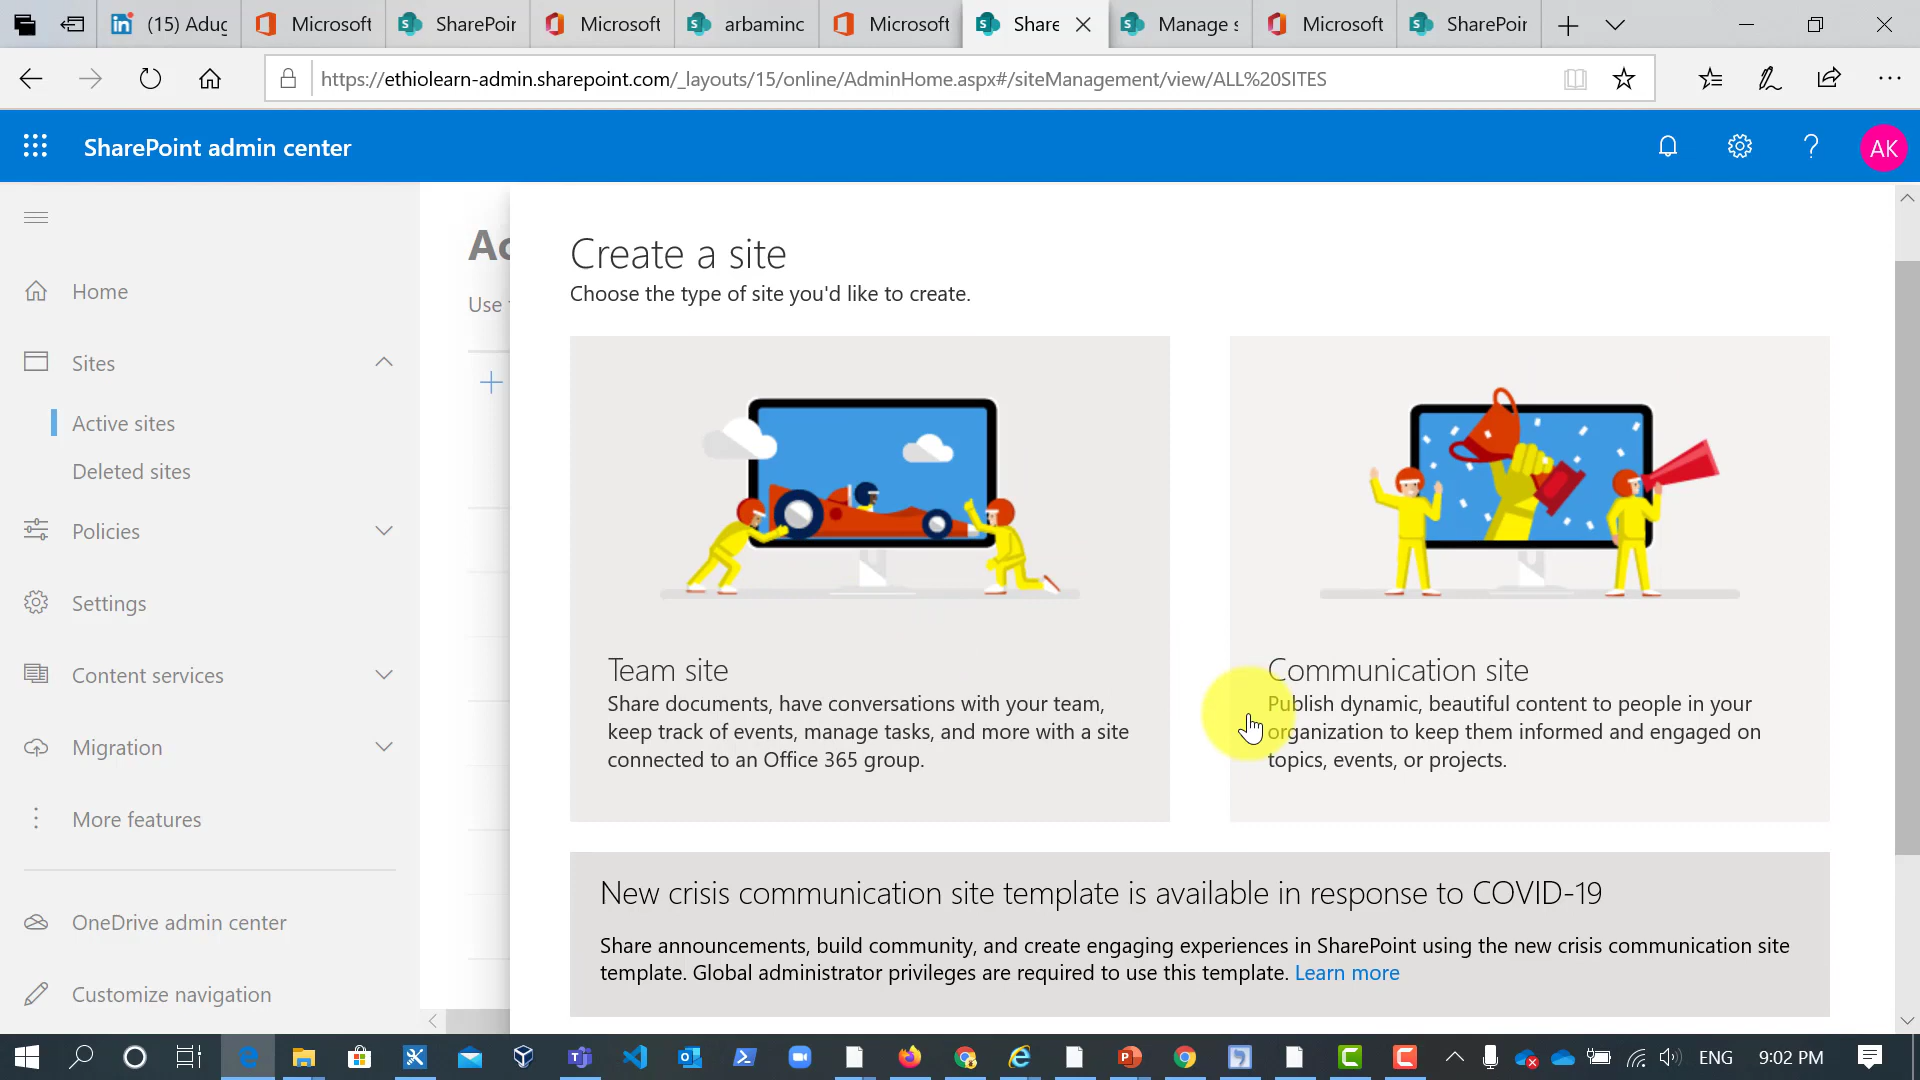 (15) Adug
Microsoft
SharePoin
Microsoft
arbaminc
Microsoft
Share
Manage s
Microsoft
SharePoin
https://ethiolearn-admin.sharepoint.com/_layouts/15/online/AdminHome.aspx#/siteManagement/view/ALL%20SITES
SharePoint admin center
AK
Home
Sites
Active sites
Deleted sites
Policies
Settings
Content services
Migration
More features
OneDrive admin center
Customize navigation
Ac
Use
Create a site
Choose the type of site you'd like to create.
Team site
Share documents, have conversations with your team,
keep track of events, manage tasks, and more with a site
connected to an Office 365 group.
Communication site
Publish dynamic, beautiful content to people in your
organization to keep them informed and engaged on
topics, events, or projects.
New crisis communication site template is available in response to COVID-19
Share announcements, build community, and create engaging experiences in SharePoint using the new crisis communication site
template. Global administrator privileges are required to use this template. Learn more
ENG
9:02 PM